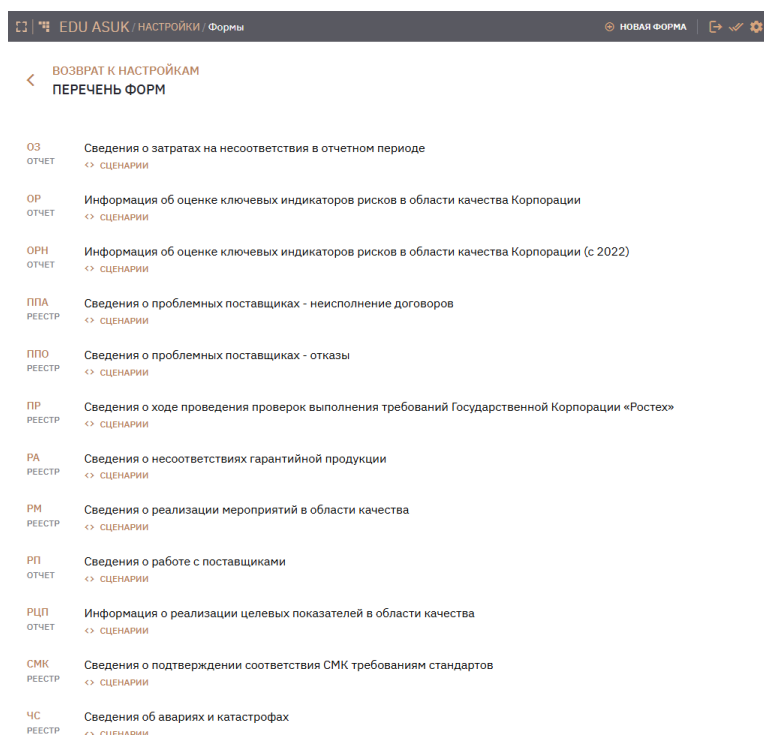 EDU ASUK / НАСТРОЙКИ / Формы НОВАЯ ФОРМА
ВОЗВРАТ К НАСТРОЙКАМ
ПЕРЕЧЕНЬ ФОРМ
ОЗ Сведения о затратах на несоответствия в отчетном периоде
ОТЧЕТ <> СЦЕНАРИИ
ОР Информация об оценке ключевых индикаторов рисков в области качества Корпорации
ОТЧЕТ <> СЦЕНАРИИ
ОРН Информация об оценке ключевых индикаторов рисков в области качества Корпорации (с 2022)
ОТЧЕТ <> СЦЕНАРИИ
ППА Сведения о проблемных поставщиках - неисполнение договоров
РЕЕСТР <> СЦЕНАРИИ
ППО Сведения о проблемных поставщиках - отказы
РЕЕСТР <> СЦЕНАРИИ
ПР Сведения о ходе проведения проверок выполнения требований Государственной Корпорации «Ростех»
РЕЕСТР <> СЦЕНАРИИ
РА Сведения о несоответствиях гарантийной продукции
РЕЕСТР <> СЦЕНАРИИ
РМ Сведения о реализации мероприятий в области качества
РЕЕСТР <> СЦЕНАРИИ
РП Сведения о работе с поставщиками
ОТЧЕТ <> СЦЕНАРИИ
РЦП Информация о реализации целевых показателей в области качества
ОТЧЕТ <> СЦЕНАРИИ
СМК Сведения о подтверждении соответствия СМК требованиям стандартов
РЕЕСТР <> СЦЕНАРИИ
ЧС Сведения об авариях и катастрофах
РЕЕСТР <> СЦЕНАРИИ